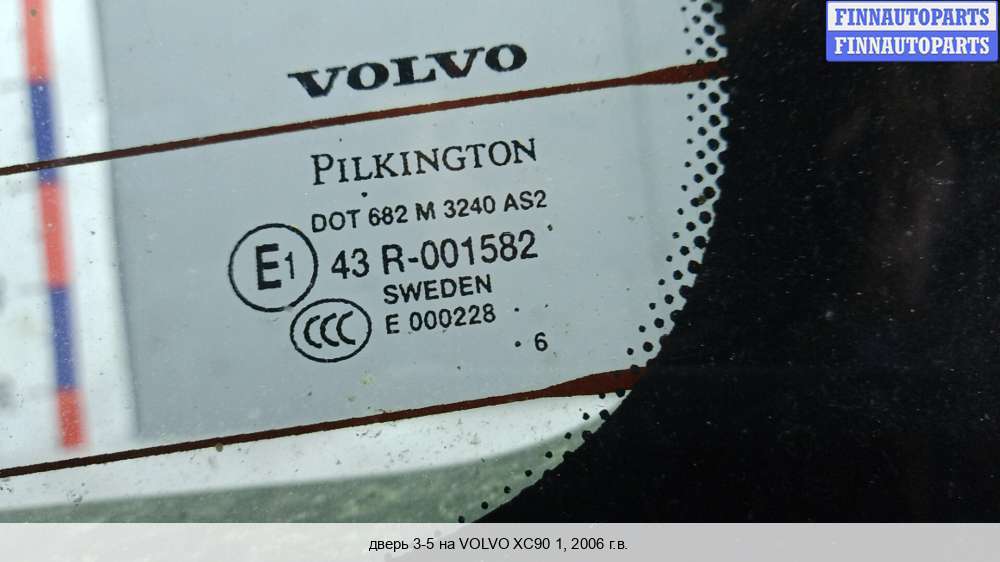 FINNAUTOPARTS
FINNAUTOPARTS
VOLVO
PILKINGTON
DOT 682 M 3240 AS2
E1 43 R-001582
SWEDEN
CCC E 000228
6
дверь 3-5 на VOLVO XC90 1, 2006 г.в.